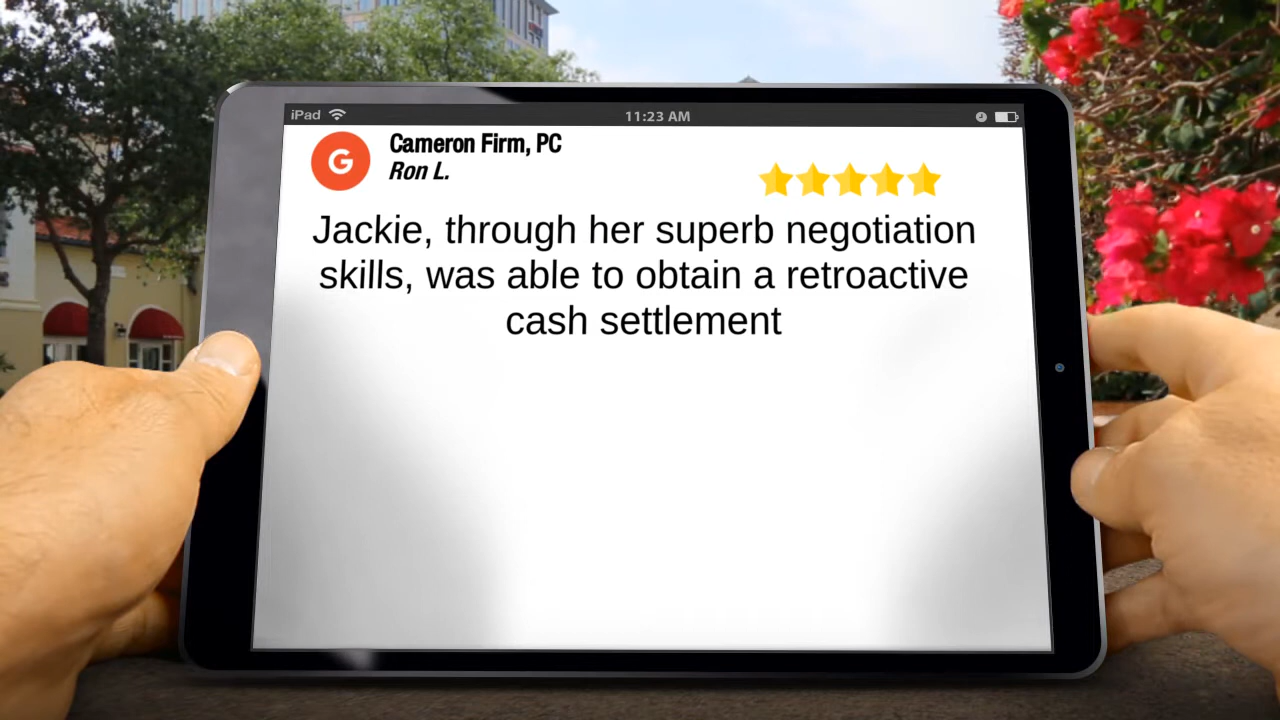 iPad 11:23 AM
G
Cameron Firm, PC
Ron L.
Jackie, through her superb negotiation
skills, was able to obtain a retroactive
cash settlement